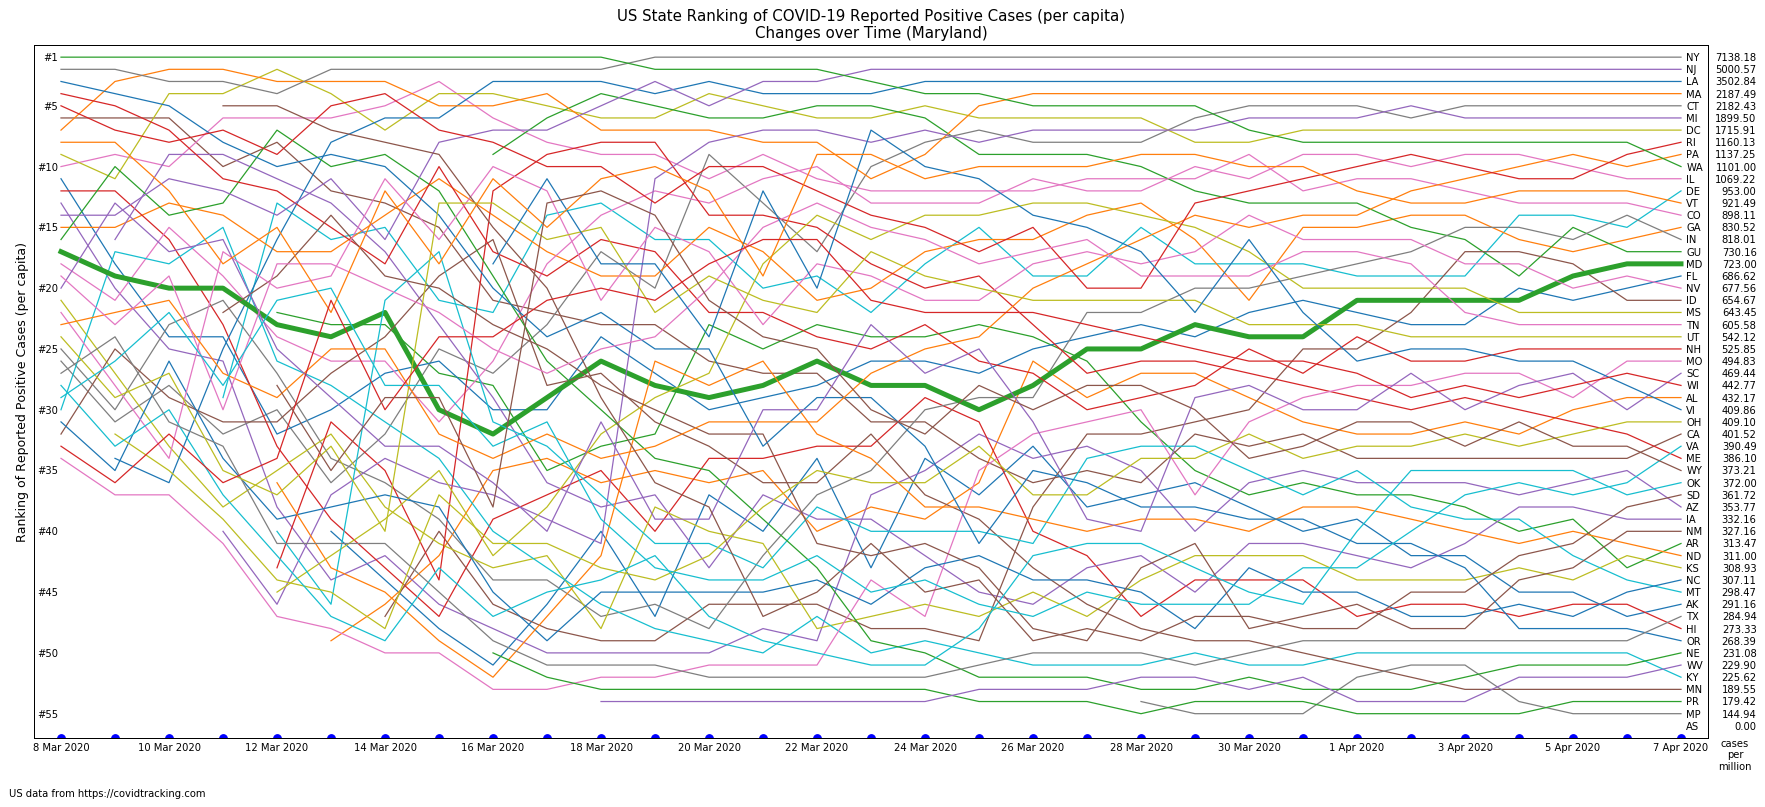 US State Ranking of COVID-19 Reported Positive Cases (per capita)
Changes over Time (Maryland)
Ranking of Reported Positive Cases (per capita)
#1
#5
#10
#15
#20
#25
#30
#35
#40
#45
#50
#55
NY 7138.18
NJ 5000.57
LA 3502.84
MA 2187.49
CT 2182.43
MI 1899.50
DC 1715.91
RI 1160.13
PA 1137.25
WA 1101.00
IL 1069.22
DE 953.00
VT 921.49
CO 898.11
GA 830.52
IN 818.01
GU 730.16
MD 723.00
FL 686.62
NV 677.56
ID 654.67
MS 643.45
TN 605.58
UT 542.12
NH 525.85
MO 494.83
SC 469.44
WI 442.77
AL 432.17
VI 409.86
OH 409.10
CA 401.52
VA 390.49
ME 386.10
WY 373.21
OK 372.00
SD 361.72
AZ 353.77
IA 332.16
NM 327.16
AR 313.47
ND 311.00
KS 308.93
NC 307.11
MT 298.47
AK 291.16
TX 284.94
HI 273.33
OR 268.39
NE 231.08
WV 229.90
KY 225.62
MN 189.55
PR 179.42
MP 144.94
AS 0.00
8 Mar 2020 10 Mar 2020 12 Mar 2020 14 Mar 2020 16 Mar 2020 18 Mar 2020 20 Mar 2020 22 Mar 2020 24 Mar 2020 26 Mar 2020 28 Mar 2020 30 Mar 2020 1 Apr 2020 3 Apr 2020 5 Apr 2020 7 Apr 2020
cases
per
million
US data from https://covidtracking.com